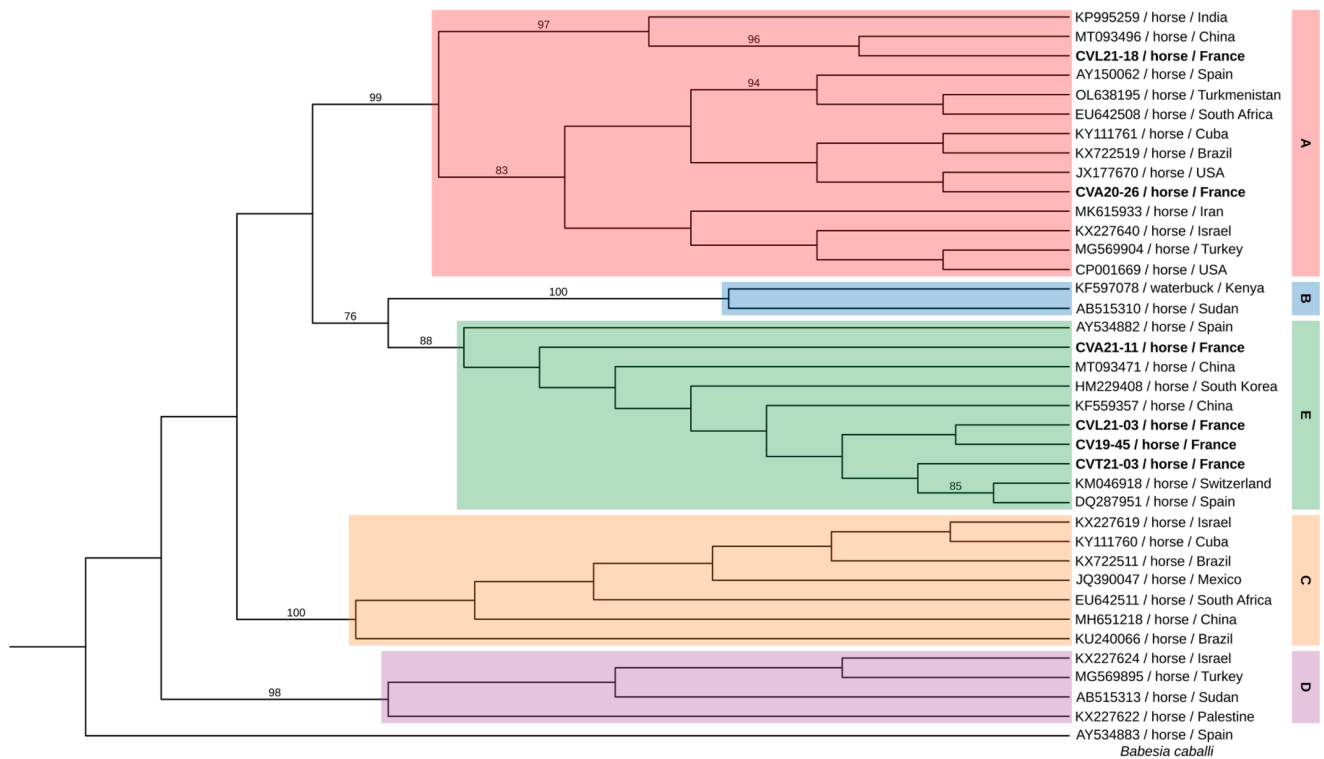 97
KP995259 / horse / India
96
MT093496 / horse / China
CVL21-18 / horse / France
94
AY150062 / horse / Spain
99
OL638195 / horse / Turkmenistan
EU642508 / horse / South Africa
KY111761 / horse / Cuba
A
KX722519 / horse / Brazil
83
JX177670 / horse / USA
CVA20-26 / horse / France
MK615933 / horse / Iran
KX227640 / horse / Israel
MG569904 / horse / Turkey
CP001669 / horse / USA
100
KF597078 / waterbuck / Kenya
B
AB515310 / horse / Sudan
76
AY534882 / horse / Spain
88
CVA21-11 / horse / France
MT093471 / horse / China
HM229408 / horse / South Korea
KF559357 / horse / China
E
CVL21-03 / horse / France
CV19-45 / horse / France
CVT21-03 / horse / France
85
KM046918 / horse / Switzerland
DQ287951 / horse / Spain
KX227619 / horse / Israel
KY111760 / horse / Cuba
KX722511 / horse / Brazil
JQ390047 / horse / Mexico
C
EU642511 / horse / South Africa
100
MH651218 / horse / China
KU240066 / horse / Brazil
KX227624 / horse / Israel
MG569895 / horse / Turkey
D
98
AB515313 / horse / Sudan
KX227622 / horse / Palestine
AY534883 / horse / Spain
Babesia caballi